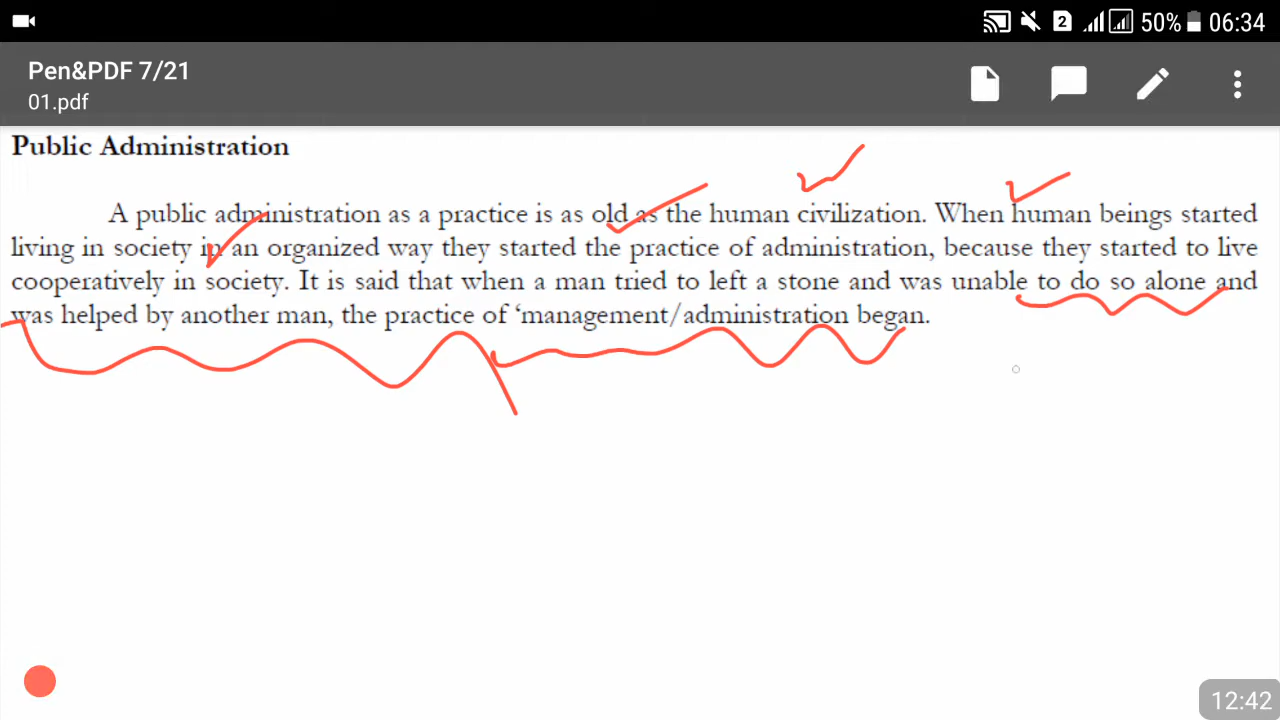 2 50% 06:34
Pen&PDF 7/21
01.pdf
Public Administration
A public administration as a practice is as old as the human civilization. When human beings started
living in society in an organized way they started the practice of administration, because they started to live
cooperatively in society. It is said that when a man tried to left a stone and was unable to do so alone and
was helped by another man, the practice of ‘management/administration began.
12:42